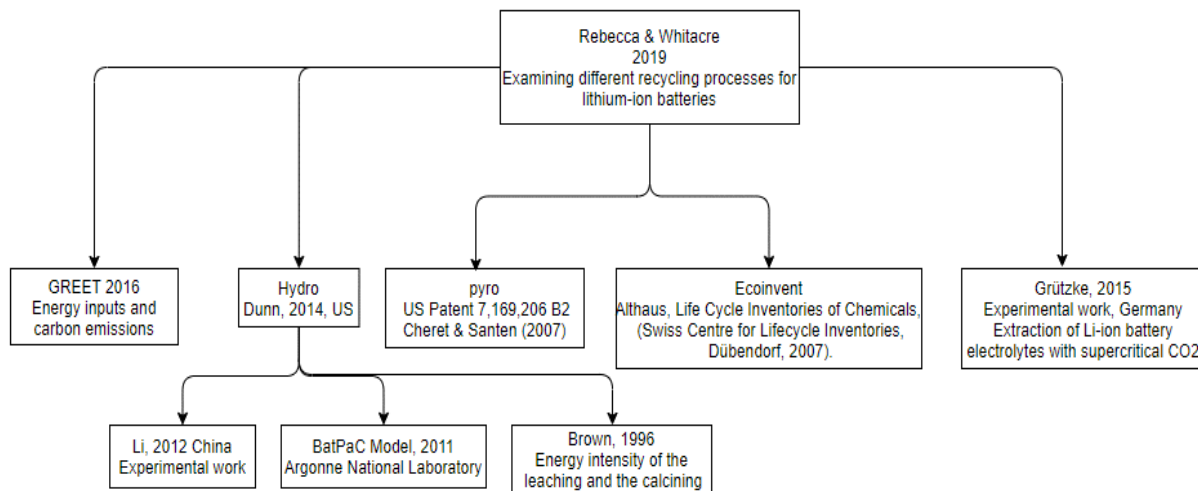 Rebecca & Whitacre
2019
Examining different recycling processes for
lithium-ion batteries
GREET 2016
Energy inputs and
carbon emissions
Hydro
Dunn, 2014, US
pyro
US Patent 7,169,206 B2
Cheret & Santen (2007)
Ecoinvent
Althaus, Life Cycle Inventories of Chemicals,
(Swiss Centre for Lifecycle Inventories,
Dübendorf, 2007).
Grützke, 2015
Experimental work, Germany
Extraction of Li-ion battery
electrolytes with supercritical CO2
Li, 2012 China
Experimental work
BatPaC Model, 2011
Argonne National Laboratory
Brown, 1996
Energy intensity of the
leaching and the calcining